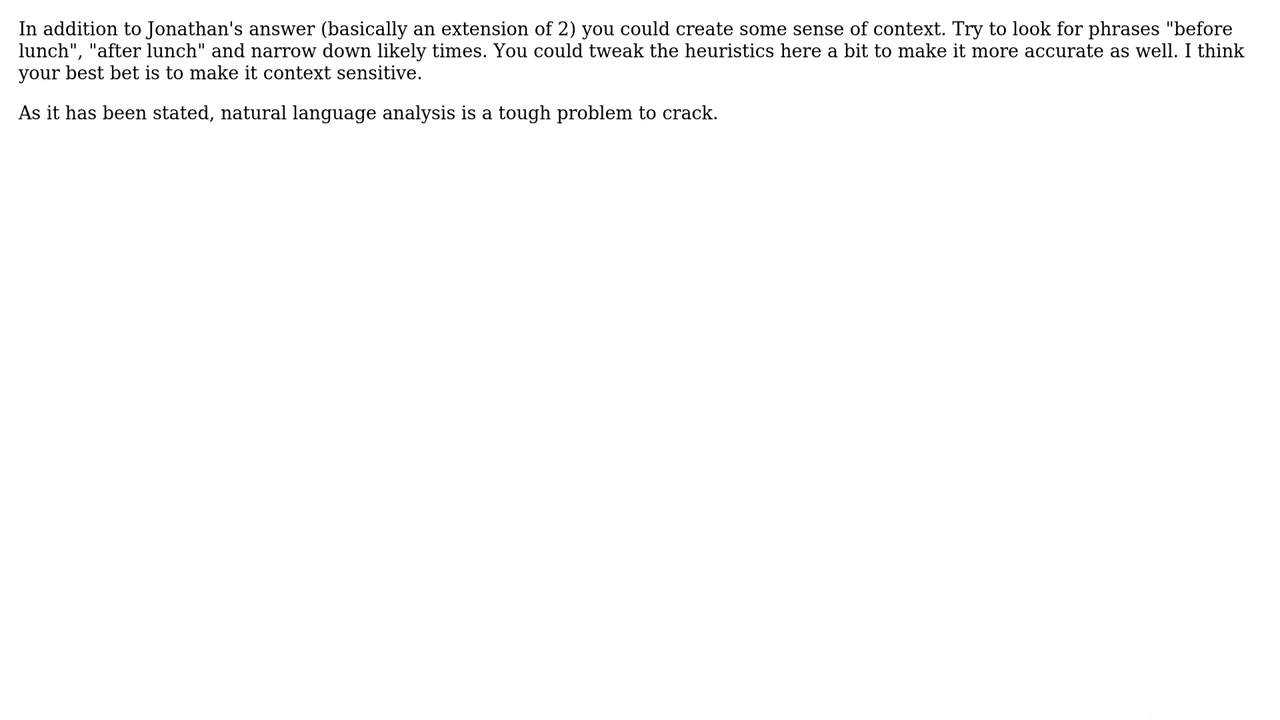 In addition to Jonathan's answer (basically an extension of 2) you could create some sense of context. Try to look for phrases "before
lunch", "after lunch" and narrow down likely times. You could tweak the heuristics here a bit to make it more accurate as well. I think
your best bet is to make it context sensitive.
As it has been stated, natural language analysis is a tough problem to crack.